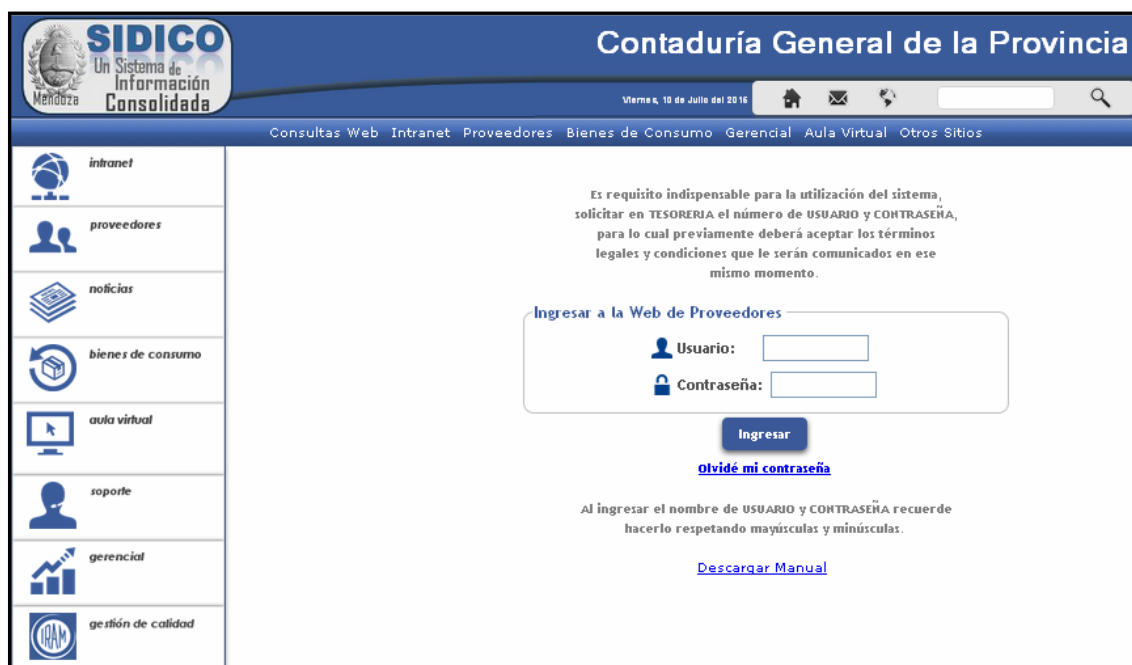 SIDICO
Un Sistema de
Información
Consolidada
Mendoza
Contaduría General de la Provincia
Viernes, 10 de Julio del 2015
Consultas Web Intranet Proveedores Bienes de Consumo Gerencial Aula Virtual Otros Sitios
intranet
proveedores
noticias
bienes de consumo
aula virtual
soporte
gerencial
IRAM
gestión de calidad
Es requisito indispensable para la utilización del sistema,
solicitar en TESORERIA el número de USUARIO y CONTRASEÑA,
para lo cual previamente deberá aceptar los términos
legales y condiciones que le serán comunicados en ese
mismo momento.
Ingresar a la Web de Proveedores
Usuario:
Contraseña:
Ingresar
Olvidé mi contraseña
Al ingresar el nombre de USUARIO y CONTRASEÑA recuerde
hacerlo respetando mayúsculas y minúsculas.
Descargar Manual